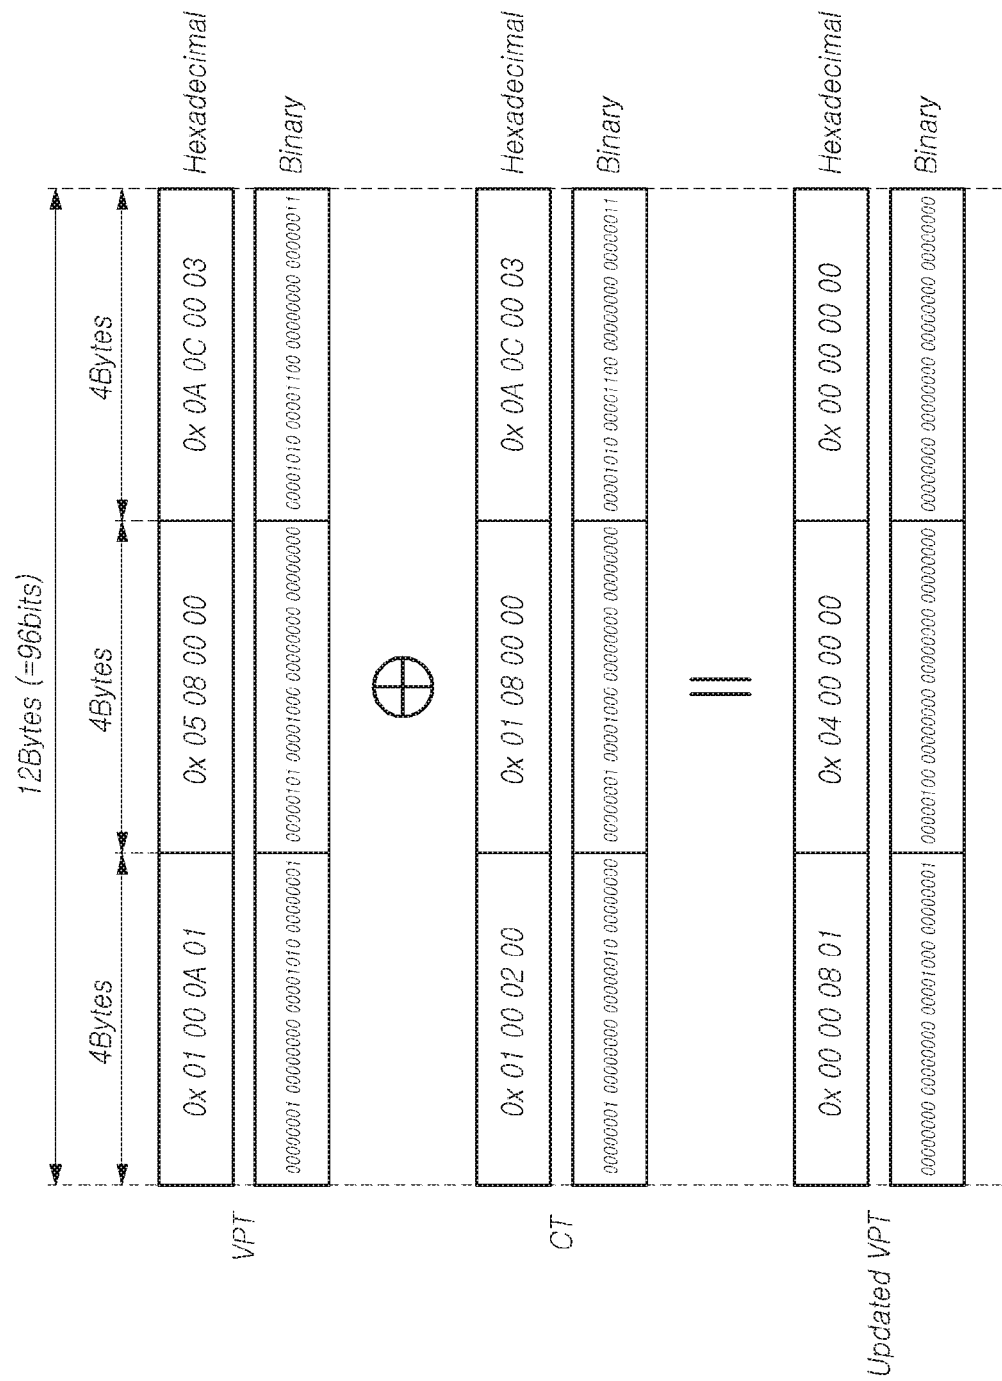 12Bytes (=96bits)
4Bytes 4Bytes 4Bytes
VPT
0x 01 00 0A 01 0x 05 08 00 00 0x 0A 0C 00 03 Hexadecimal
00000001 00000000 00001010 00000001 00000101 00001000 00000000 00000000 00001010 00001100 00000000 00000011 Binary
⊕
CT
0x 01 00 02 00 0x 01 08 00 00 0x 0A 0C 00 03 Hexadecimal
00000001 00000000 00000010 00000000 00000001 00001000 00000000 00000000 00001010 00001100 00000000 00000011 Binary
=
Updated VPT
0x 00 00 08 01 0x 04 00 00 00 0x 00 00 00 00 Hexadecimal
00000000 00000000 00001000 00000001 00000100 00000000 00000000 00000000 00000000 00000000 00000000 00000000 Binary